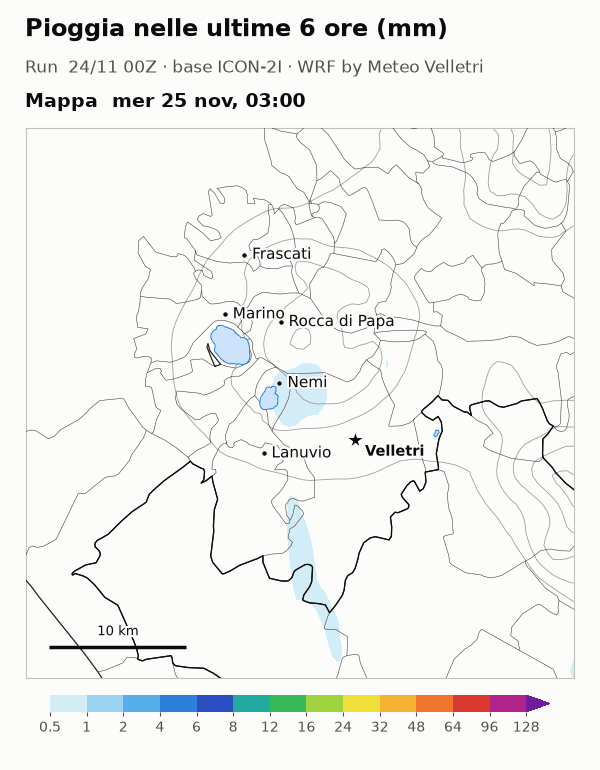 Pioggia nelle ultime 6 ore (mm)
Run 24/11 00Z · base ICON-2I · WRF by Meteo Velletri
Mappa mer 25 nov, 03:00
Frascati
Marino
Rocca di Papa
Nemi
Velletri
Lanuvio
10 km
0.5 1 2 4 6 8 12 16 24 32 48 64 96 128